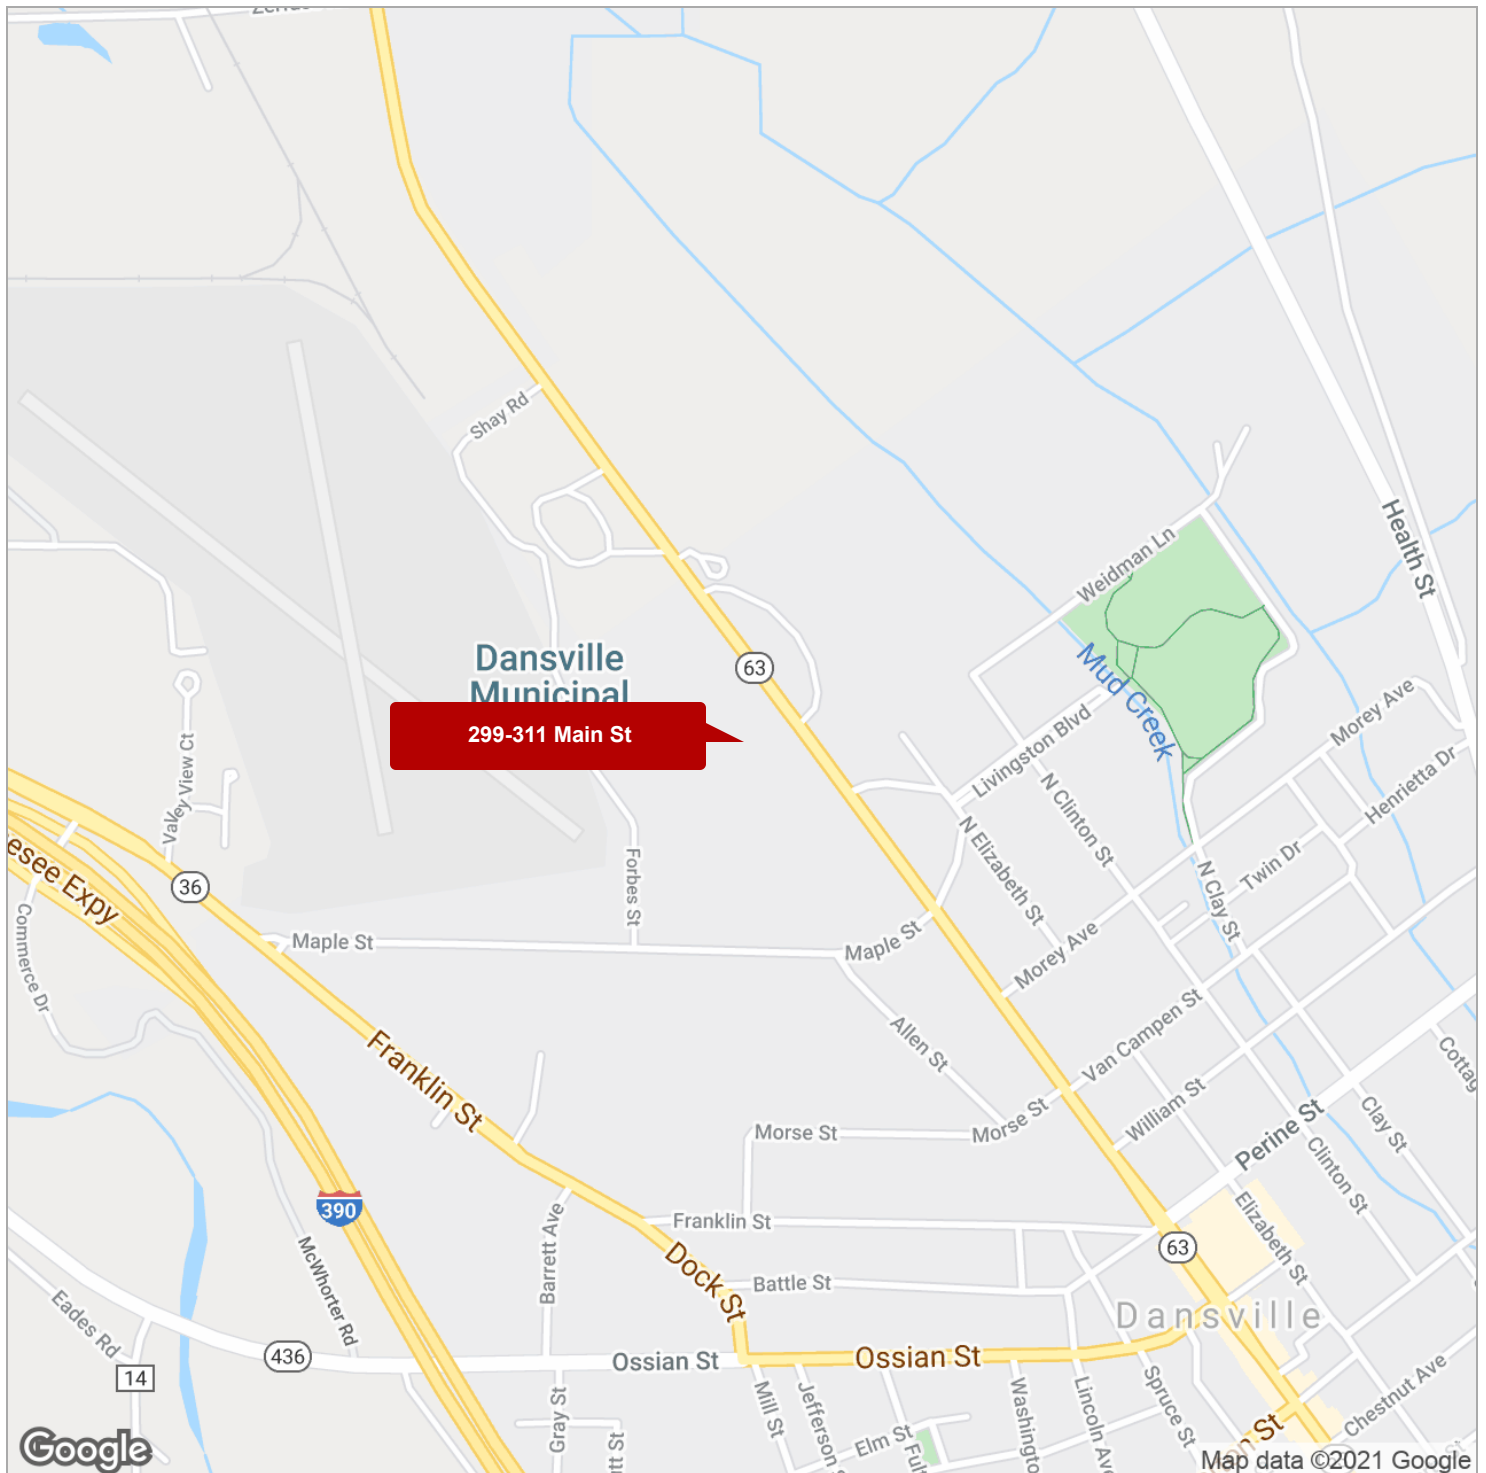 Shay Rd
Health St
Weidman Ln
Dansville
Municipal
63
Mud Creek
299-311 Main St
Livingston Blvd
Morey Ave
Henrietta Dr
Valley View Ct
N Clinton St
N Elizabeth St
Twin Dr
N Clay St
36
Forbes St
Commerce Dr
Maple St
Maple St
Morey Ave
Allen St
Van Campen St
Franklin St
William St
Morse St
Morse St
Perine St
Clay St
Clinton St
390
Barrett Ave
Franklin St
Elizabeth St
63
McWhorter Rd
Dock St
Battle St
Dansville
Eades Rd
436
Ossian St
Ossian St
14
Gray St
Mill St
Jefferson
Elm St
Lincoln Av
Spruce St
Chestnut Ave
Google
Map data ©2021 Google